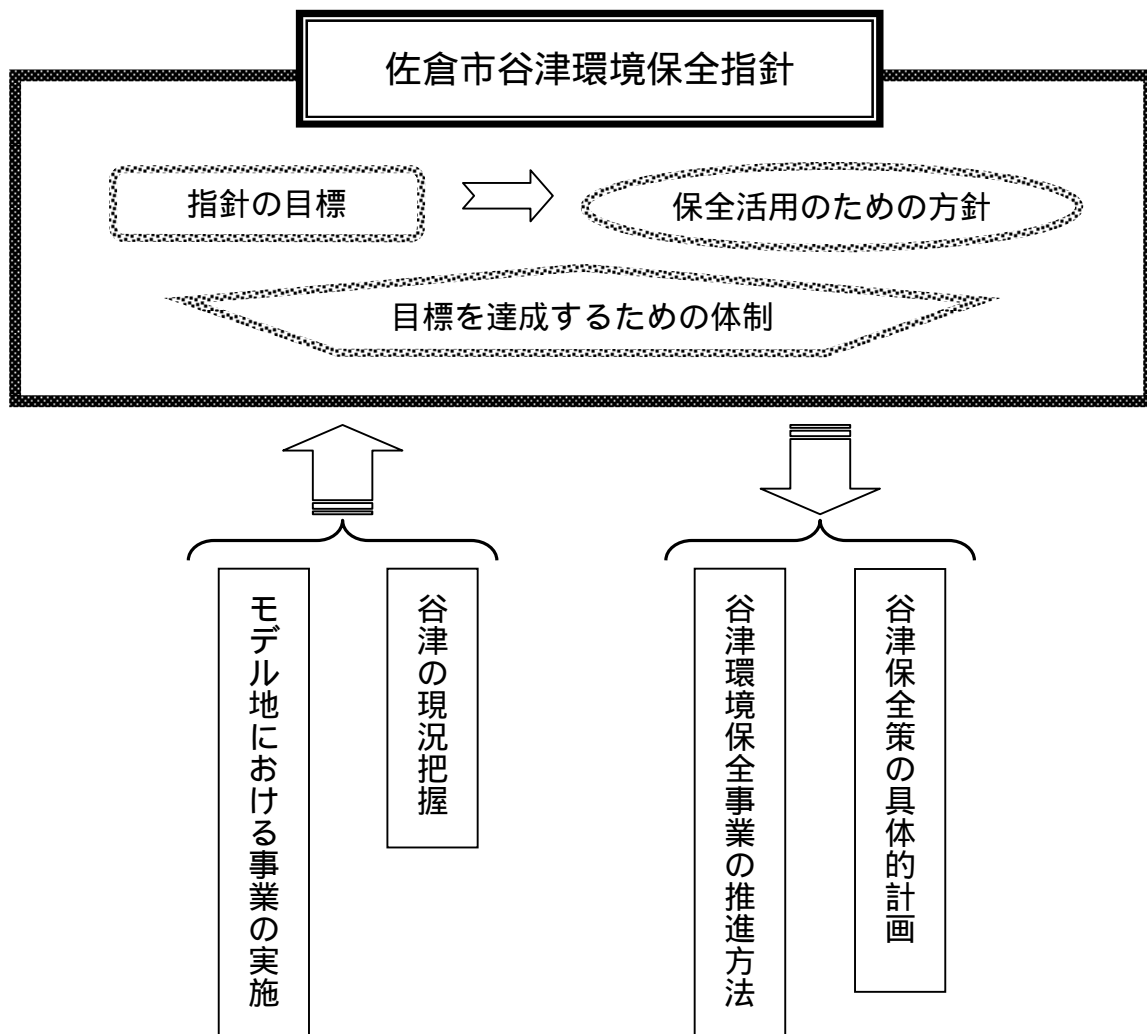 佐倉市谷津環境保全指針
指針の目標
保全活用のための方針
目標を達成するための体制
モデル地における事業の実施
谷津の現況把握
谷津環境保全事業の推進方法
谷津保全策の具体的計画